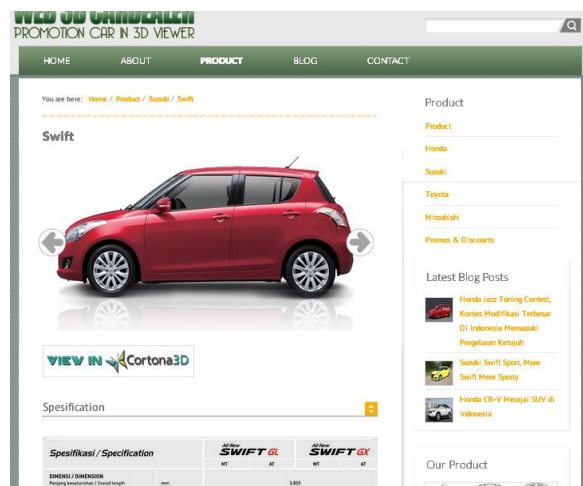 WEB 3D CARDEALER
PROMOTION CAR IN 3D VIEWER
HOME ABOUT PRODUCT BLOG CONTACT
You are here: Home / Product / Suzuki / Swift
Swift
VIEW IN Cortona3D
Spesification
Spesifikasi / Specification
All New SWIFT GL
All New SWIFT GX
MT AT MT AT
DIMENSI / DIMENSION
Panjang keseluruhan / Overall length mm 3,850
Product
Product
Honda
Suzuki
Toyota
Mitsubishi
Promos & Discounts
Latest Blog Posts
Honda Jazz Tuning Contest,
Kontes Modifikasi Terbesar
Di Indonesia Memasuki
Pergelaran Ketujuh
Suzuki Swift Sport, More
Swift More Sporty
Honda CR-V Merajai SUV di
Indonesia
Our Product